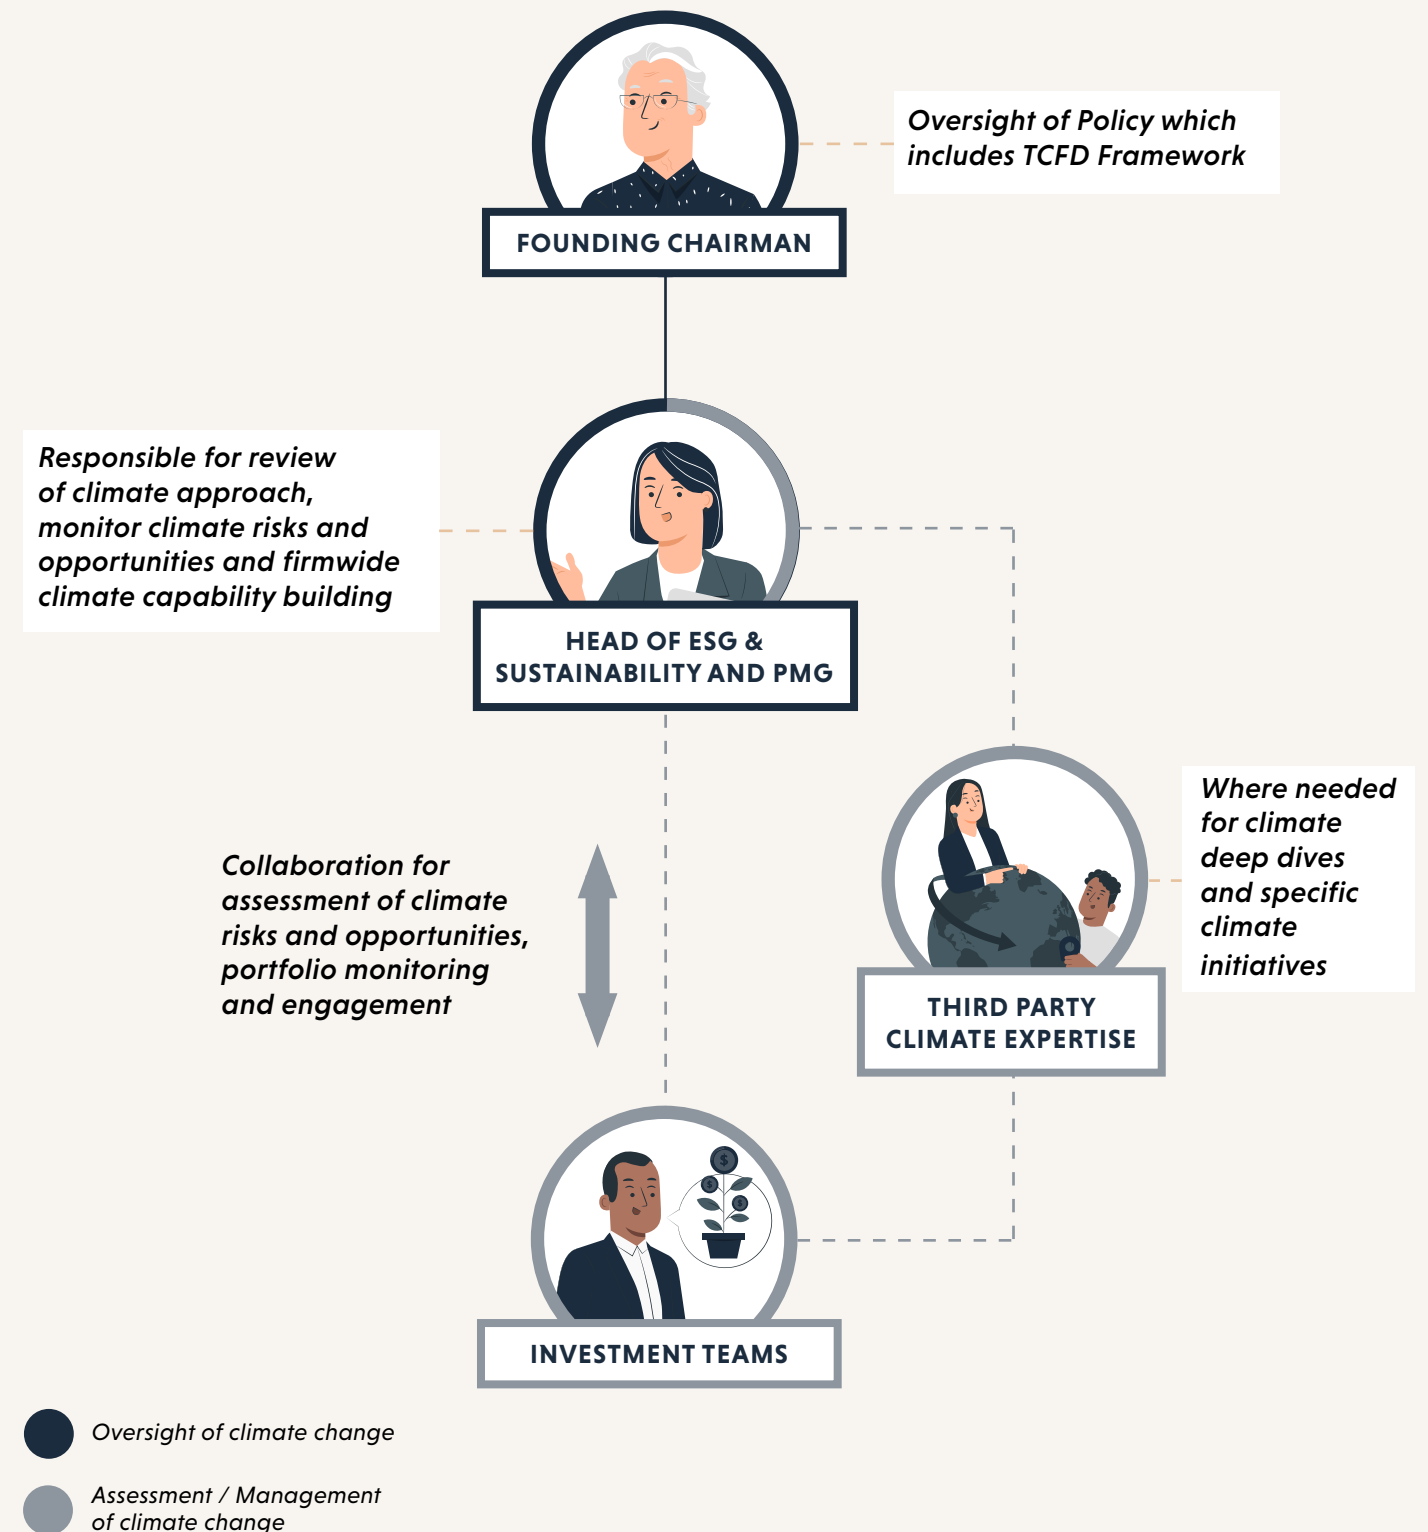 Oversight of Policy which
includes TCFD Framework
FOUNDING CHAIRMAN
Responsible for review
of climate approach,
monitor climate risks and
opportunities and firmwide
climate capability building
HEAD OF ESG &
SUSTAINABILITY AND PMG
Where needed
for climate
deep dives
and specific
climate
initiatives
Collaboration for
assessment of climate
risks and opportunities,
portfolio monitoring
and engagement
THIRD PARTY
CLIMATE EXPERTISE
$
$
$
INVESTMENT TEAMS
Oversight of climate change
Assessment / Management
of climate change